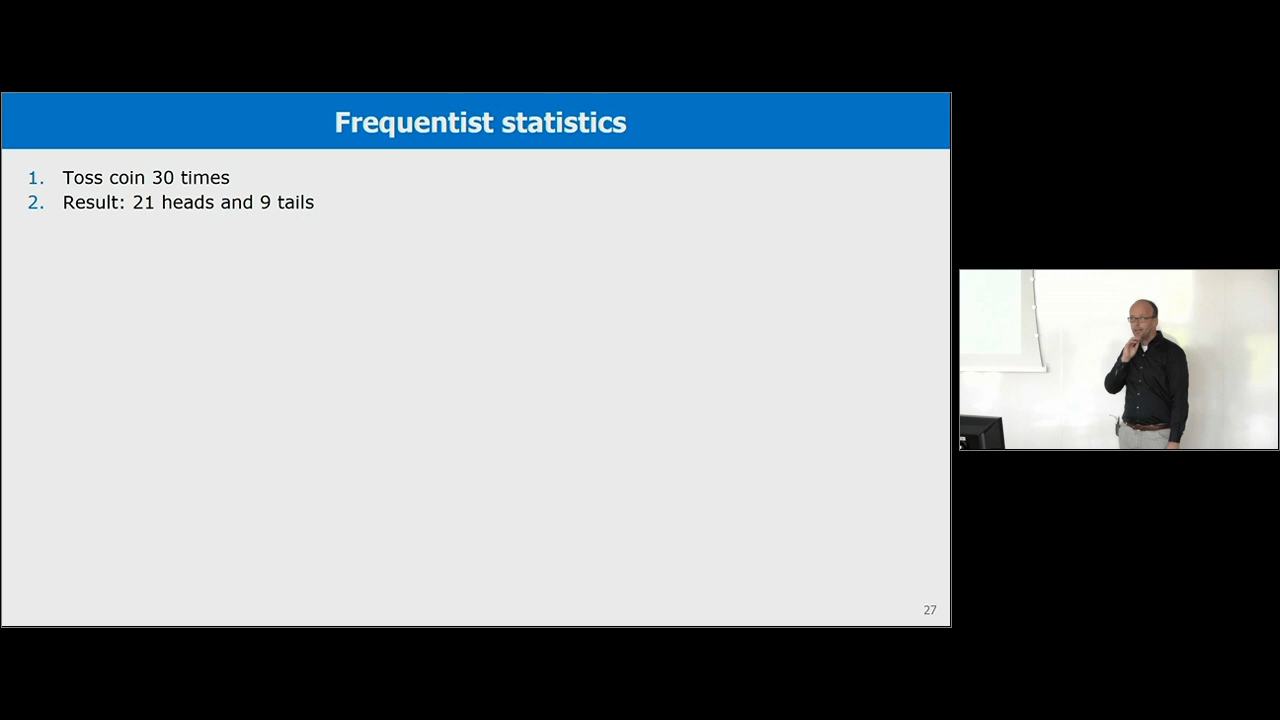 Frequentist statistics
1. Toss coin 30 times
2. Result: 21 heads and 9 tails
27